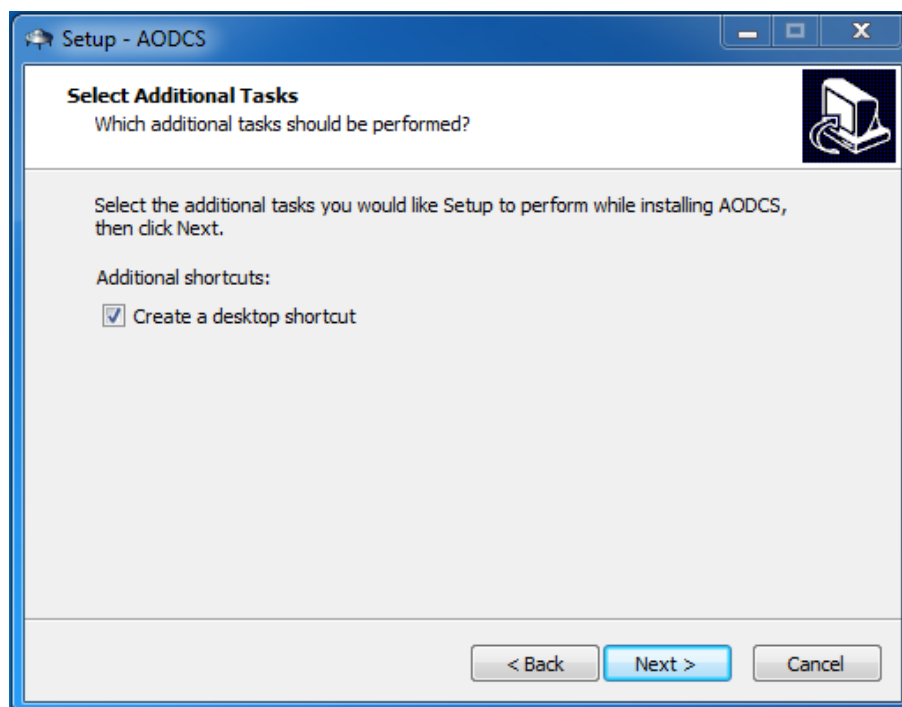 Setup - AODCS
Select Additional Tasks
Which additional tasks should be performed?
Select the additional tasks you would like Setup to perform while installing AODCS,
then click Next.
Additional shortcuts:
Create a desktop shortcut
< Back
Next >
Cancel